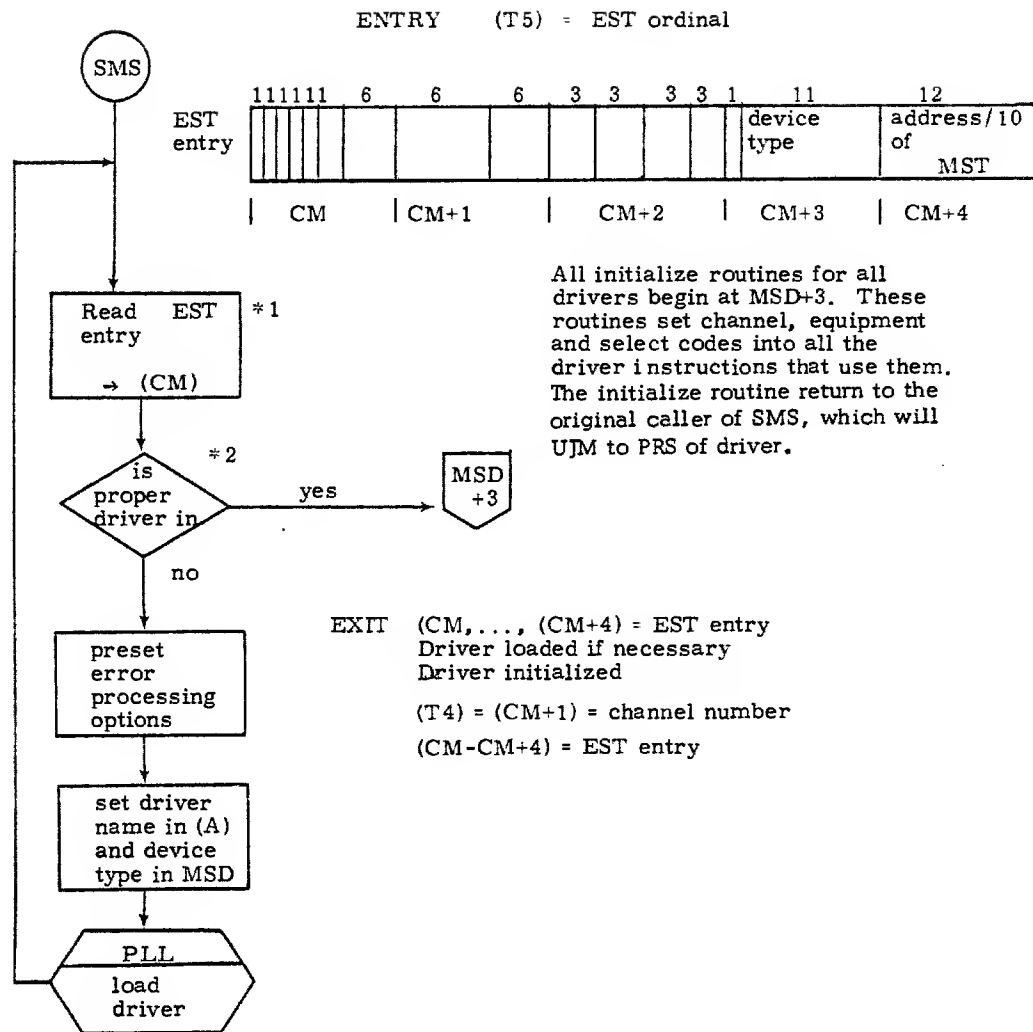 ENTRY (T5) = EST ordinal
SMS
111111 6 6 6 3 3 3 3 1 11 12
EST
entry
device
type
address/10
of
MST
| CM | CM+1 | CM+2 | CM+3 | CM+4
All initialize routines for all
drivers begin at MSD+3. These
routines set channel, equipment
and select codes into all the
driver instructions that use them.
The initialize routine return to the
original caller of SMS, which will
UJM to PRS of driver.
Read EST
entry
→ (CM)
*1
*2
is
proper
driver in
yes
MSD
+3
no
preset
error
processing
options
EXIT (CM,..., (CM+4) = EST entry
Driver loaded if necessary
Driver initialized
(T4) = (CM+1) = channel number
(CM-CM+4) = EST entry
set driver
name in (A)
and device
type in MSD
PLL
load
driver